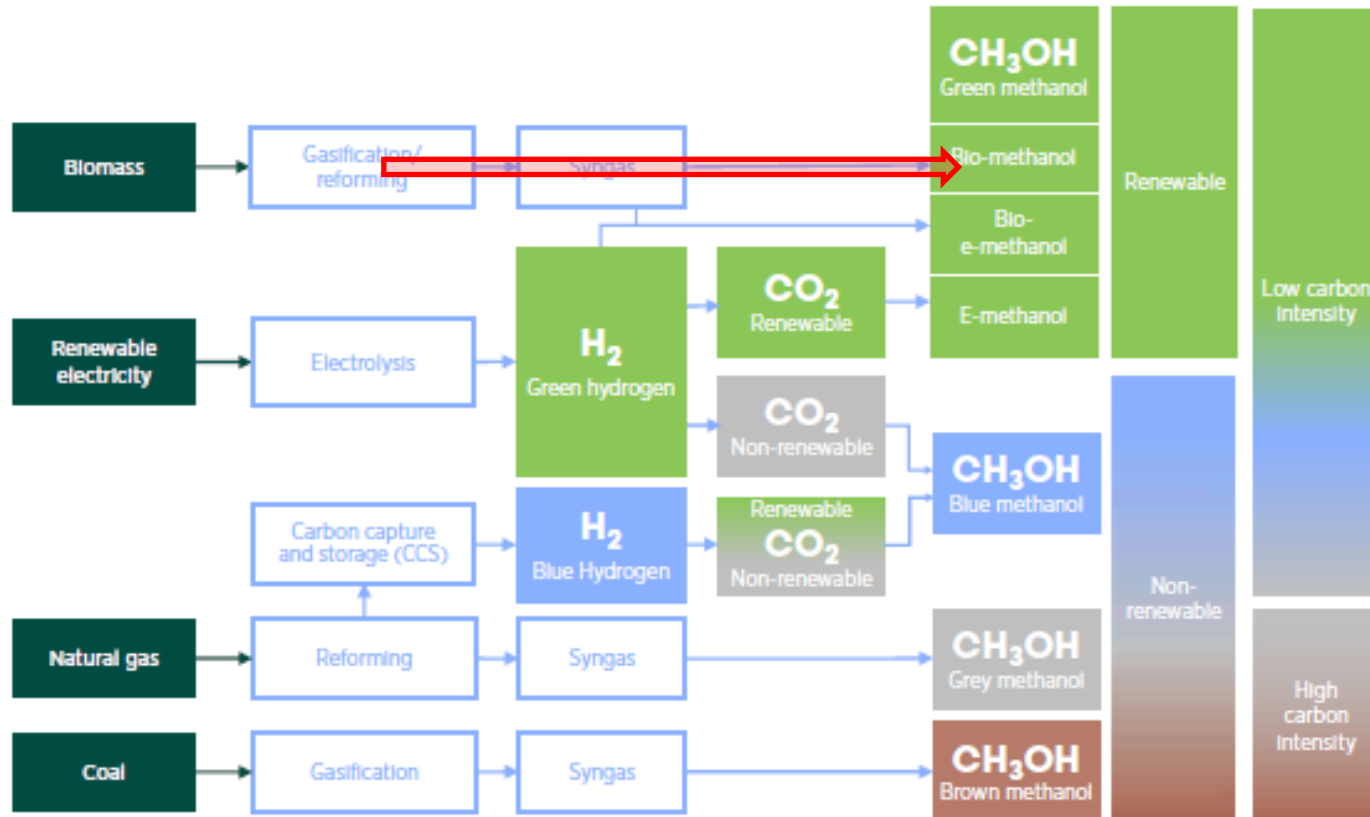 CH₃OH
Green methanol
Biomass
Gasification/
reforming
Syngas
Bio-methanol
Renewable
Bio-
e-methanol
Low carbon
intensity
Renewable
electricity
Electrolysis
H₂
Green hydrogen
CO₂
Renewable
E-methanol
CO₂
Non-renewable
CH₃OH
Blue methanol
Carbon capture
and storage (CCS)
H₂
Blue Hydrogen
Renewable
CO₂
Non-renewable
Non-
renewable
Natural gas
Reforming
Syngas
CH₃OH
Grey methanol
High
carbon
intensity
Coal
Gasification
Syngas
CH₃OH
Brown methanol